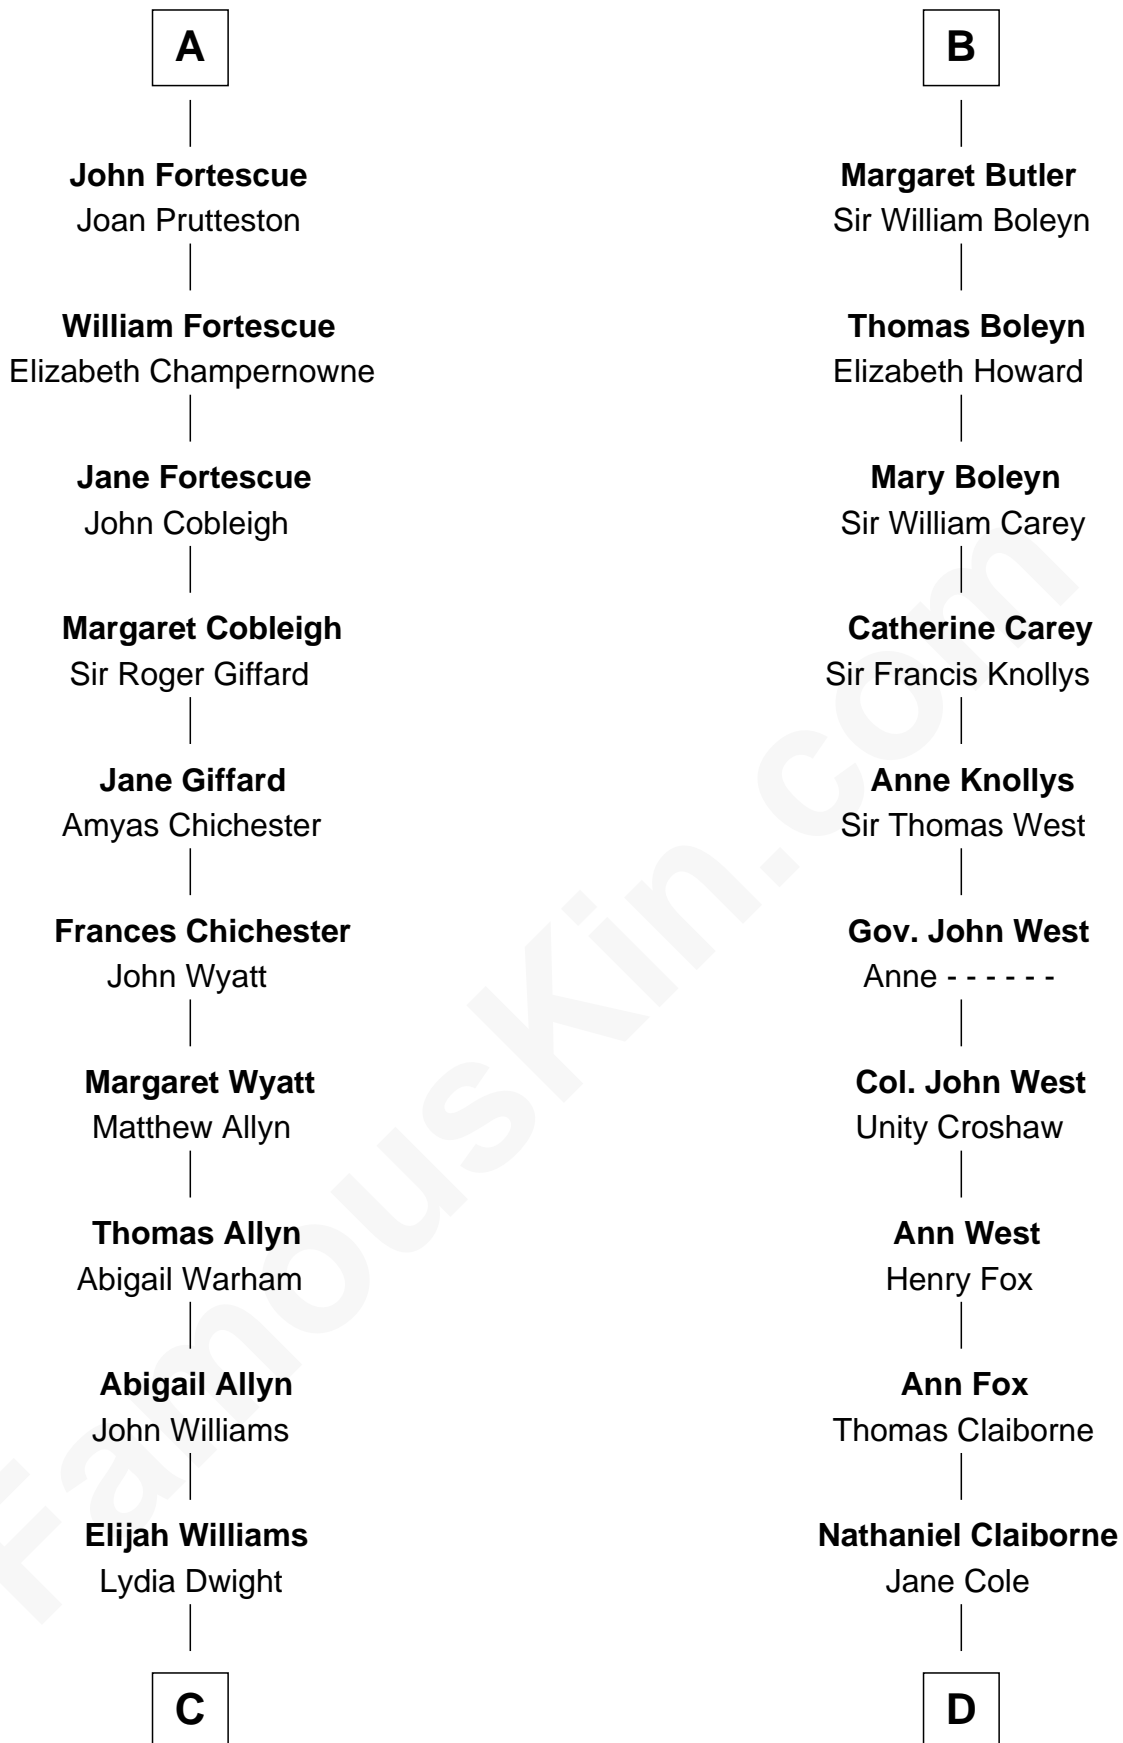 A
John Fortescue
Joan Prutteston
William Fortescue
Elizabeth Champernowne
Jane Fortescue
John Cobleigh
Margaret Cobleigh
Sir Roger Giffard
Jane Giffard
Amyas Chichester
Frances Chichester
John Wyatt
Margaret Wyatt
Matthew Allyn
Thomas Allyn
Abigail Warham
Abigail Allyn
John Williams
Elijah Williams
Lydia Dwight
C
B
Margaret Butler
Sir William Boleyn
Thomas Boleyn
Elizabeth Howard
Mary Boleyn
Sir William Carey
Catherine Carey
Sir Francis Knollys
Anne Knollys
Sir Thomas West
Gov. John West
Anne - - - - - -
Col. John West
Unity Croshaw
Ann West
Henry Fox
Ann Fox
Thomas Claiborne
Nathaniel Claiborne
Jane Cole
D
FamousKin.com